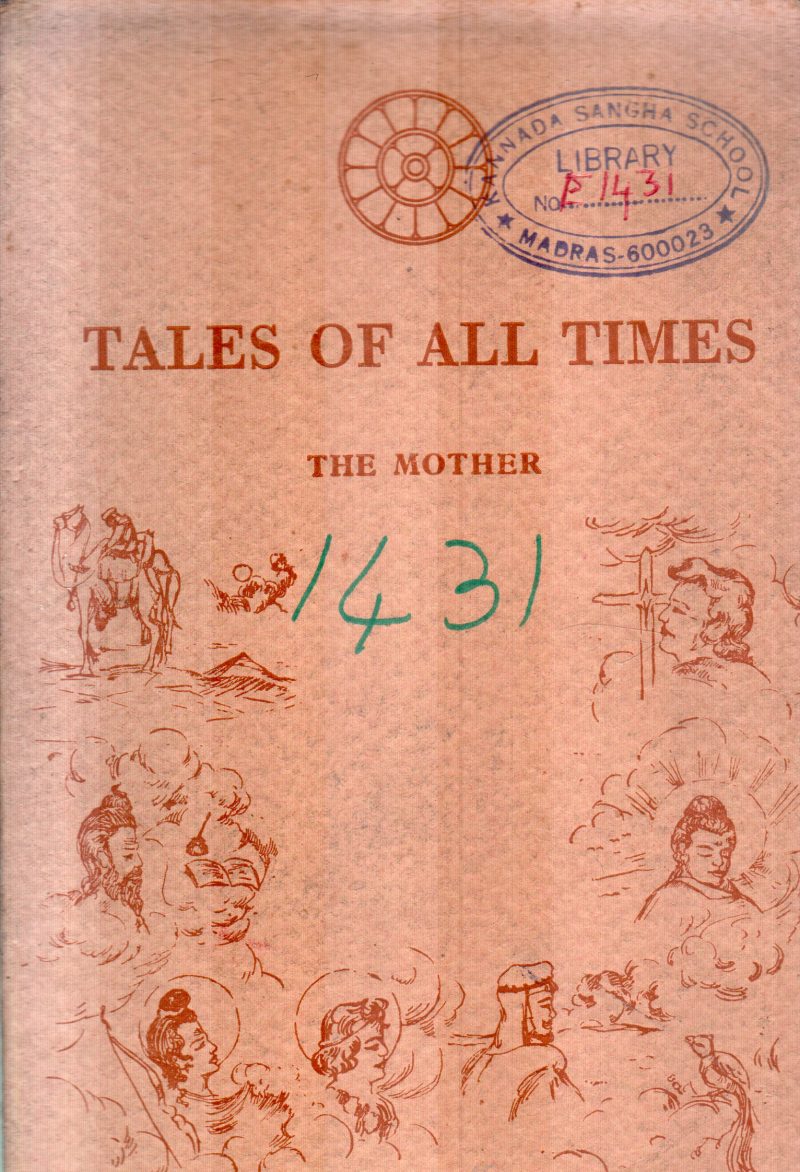 KANNADA SANGHA SCHOOL
LIBRARY
No. E 1431
MADRAS-600023
TALES OF ALL TIMES
THE MOTHER
1431